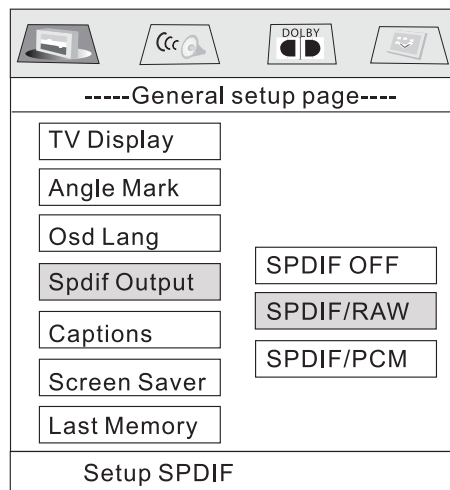 DOLBY
-----General setup page----
TV Display
Angle Mark
Osd Lang
Spdif Output
Captions
Screen Saver
Last Memory
SPDIF OFF
SPDIF/RAW
SPDIF/PCM
Setup SPDIF